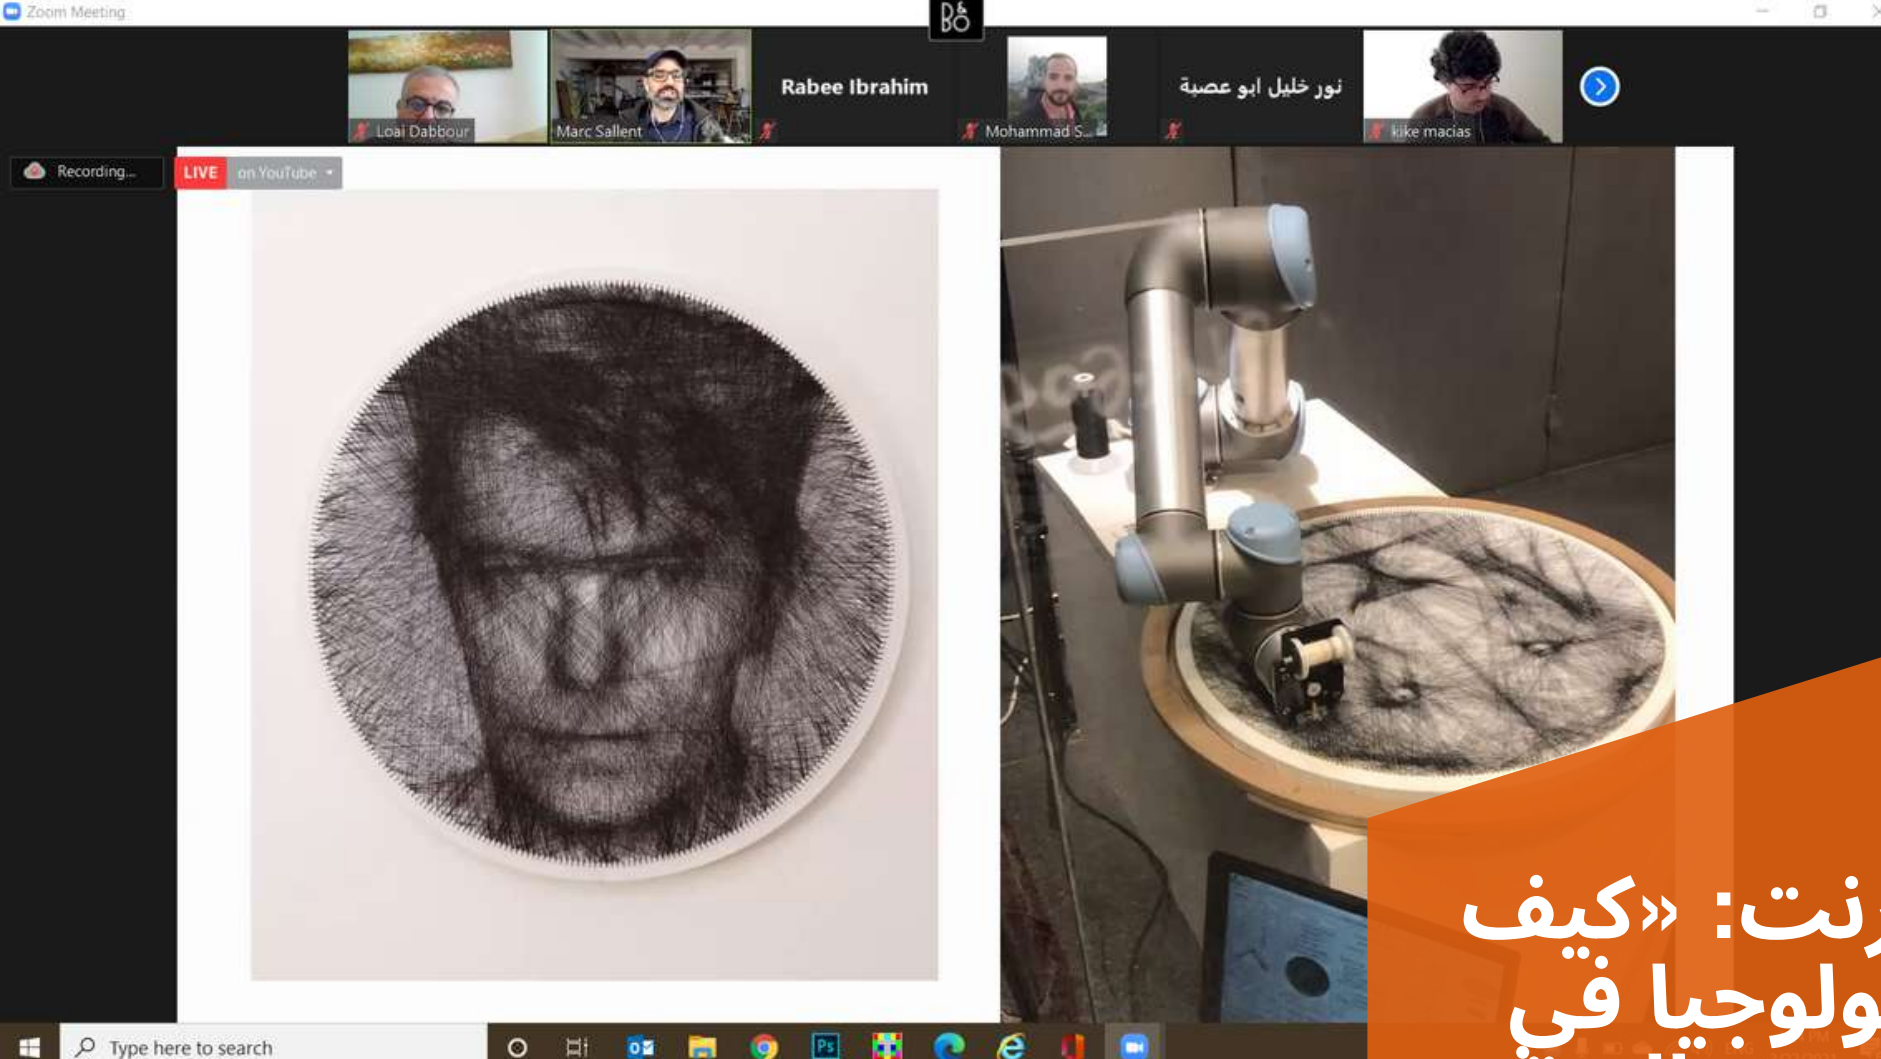 Zoom Meeting
B&O
Rabee Ibrahim
نور خليل ابو عصبة
Loai Dabbour
Marc Sallent
Mohammad S...
kike macias
Recording...
LIVE on YouTube
رنت: «كيف
ولوجيا في
Type here to search
Ps